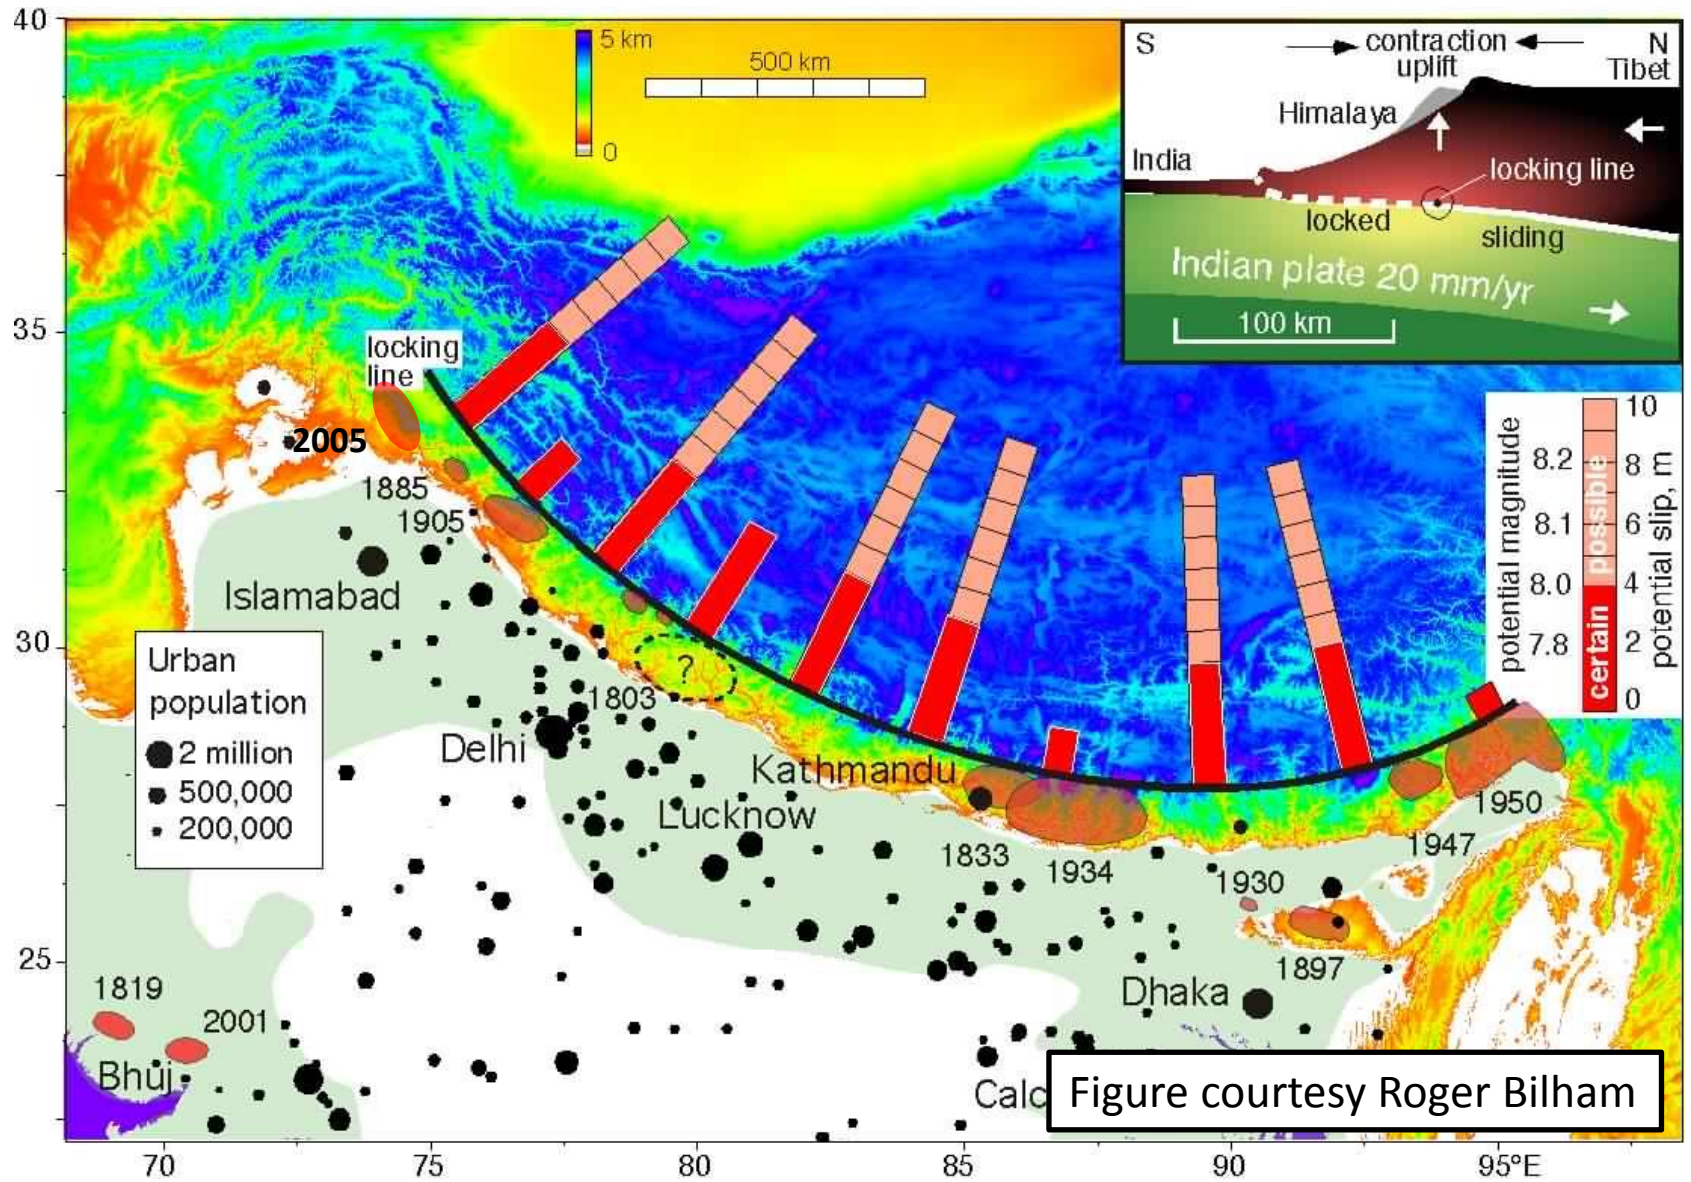 40
35
30
25
70
75
80
85
90
95°E
5 km
0
500 km
S
contraction
uplift
N
Tibet
Himalaya
India
locking line
locked
sliding
Indian plate 20 mm/yr
100 km
locking
line
2005
1885
1905
Islamabad
Urban
population
2 million
500,000
200,000
?
1803
Delhi
Kathmandu
Lucknow
1833
1934
1930
1947
1950
1897
Dhaka
1819
2001
Bhuj
Calc
potential magnitude
8.2
8.1
8.0
7.8
possible
certain
10
8
6
4
2
0
potential slip, m
Figure courtesy Roger Bilham